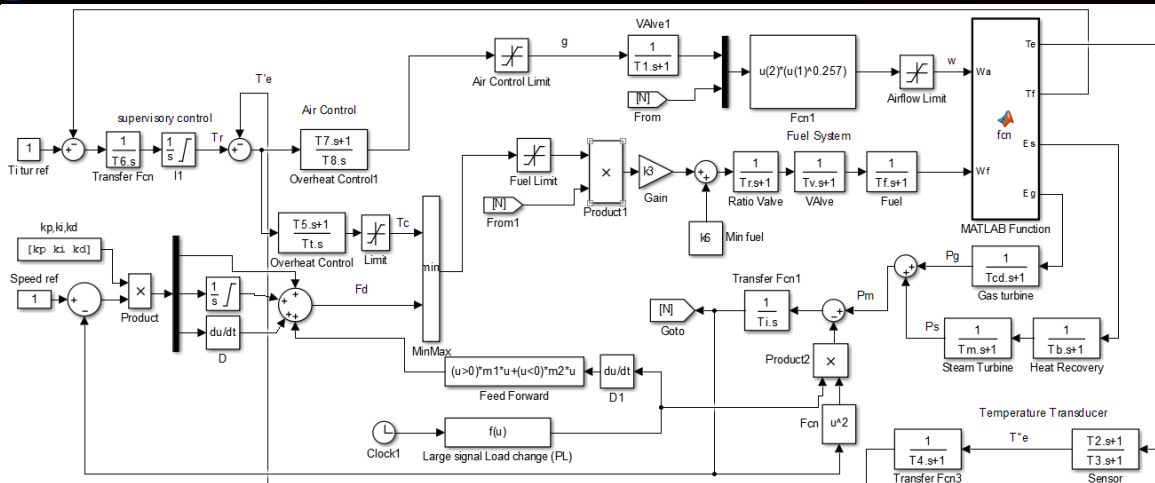 VAlve1
g
1
T1.s+1
Air Control Limit
[N]
From
u(2)*(u(1)^0.257)
Fcn1
Airflow Limit
w
Wa
Wf
fcn
Te
Tf
Es
Eg
MATLAB Function
supervisory control
Ti tur ref
1
1
T6.s
Transfer Fcn
1
s
I1
Tr
T'e
Air Control
T7.s+1
T8.s
Overheat Control1
Fuel System
Fuel Limit
[N]
From1
×
Product1
k3
Gain
k6
Min fuel
1
Tr.s+1
Ratio Valve
1
Tv.s+1
VAlve
1
Tf.s+1
Fuel
T5.s+1
Tt.s
Overheat Control
Limit
Tc
min
MinMax
kp,ki,kd
[kp ki kd]
Speed ref
1
×
Product
1
s
du/dt
D
Fd
Transfer Fcn1
1
Ti.s
[N]
Goto
Pm
Pg
Ps
1
Tcd.s+1
Gas turbine
1
Tm.s+1
Steam Turbine
1
Tb.s+1
Heat Recovery
Product2
×
Fcn
u^2
(u>0)*m1*u+(u<0)*m2*u
Feed Forward
du/dt
D1
Clock1
f(u)
Large signal Load change (PL)
Temperature Transducer
1
T4.s+1
Transfer Fcn3
T"e
T2.s+1
T3.s+1
Sensor